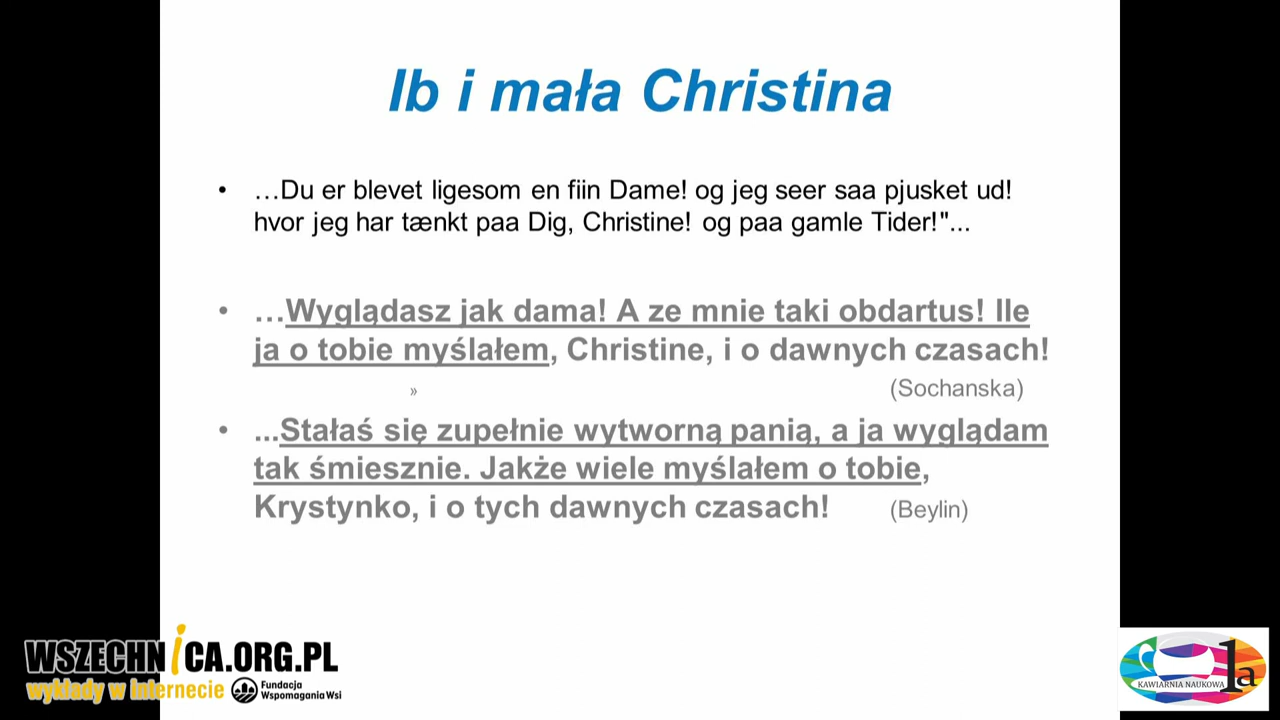 Ib i mała Christina
• …Du er blevet ligesom en fiin Dame! og jeg seer saa pjusket ud!
hvor jeg har tænkt paa Dig, Christine! og paa gamle Tider!"...
• …Wyglądasz jak dama! A ze mnie taki obdartus! Ile
ja o tobie myślałem, Christine, i o dawnych czasach!
» (Sochanska)
• ...Stałaś się zupełnie wytworną panią, a ja wyglądam
tak śmiesznie. Jakże wiele myślałem o tobie,
Krystynko, i o tych dawnych czasach! (Beylin)
WSZECHNiCA.ORG.PL
wykłady w internecie
Fundacja
Wspomagania Wsi
KAWIARNIA NAUKOWA 1a